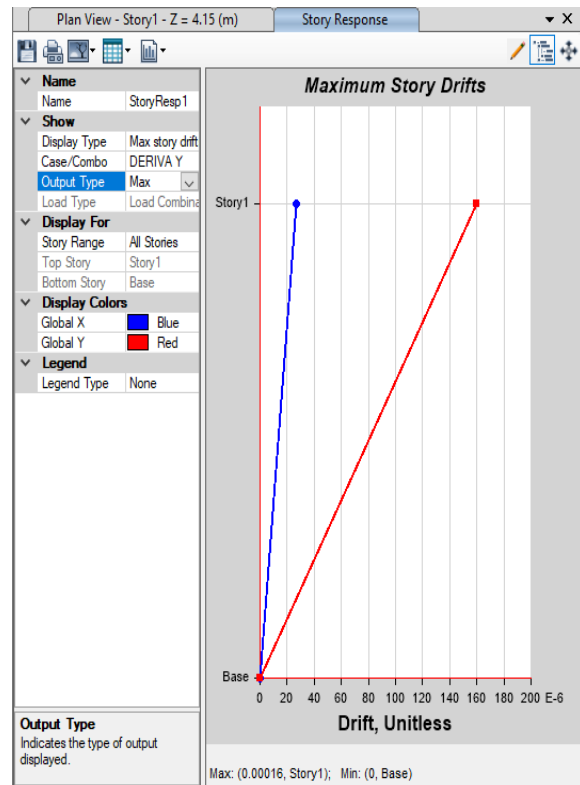 Plan View - Story1 - Z = 4.15 (m)
Story Response
Name
Name StoryResp1
Show
Display Type Max story drift
Case/Combo DERIVA Y
Output Type Max
Load Type Load Combina
Display For
Story Range All Stories
Top Story Story1
Bottom Story Base
Display Colors
Global X Blue
Global Y Red
Legend
Legend Type None
Output Type
Indicates the type of output
displayed.
Maximum Story Drifts
Story1
Base
0 20 40 60 80 100 120 140 160 180 200 E-6
Drift, Unitless
Max: (0.00016, Story1); Min: (0, Base)